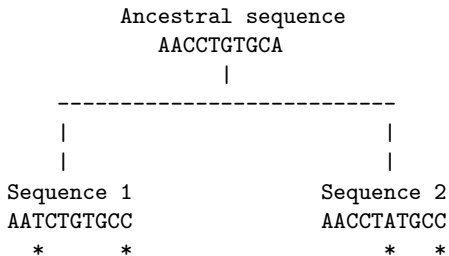 Ancestral sequence
AACCTGTGCA
|
---------------------------
| |
| |
Sequence 1 Sequence 2
AATCTGTGCC AACCTATGCC
* * * *